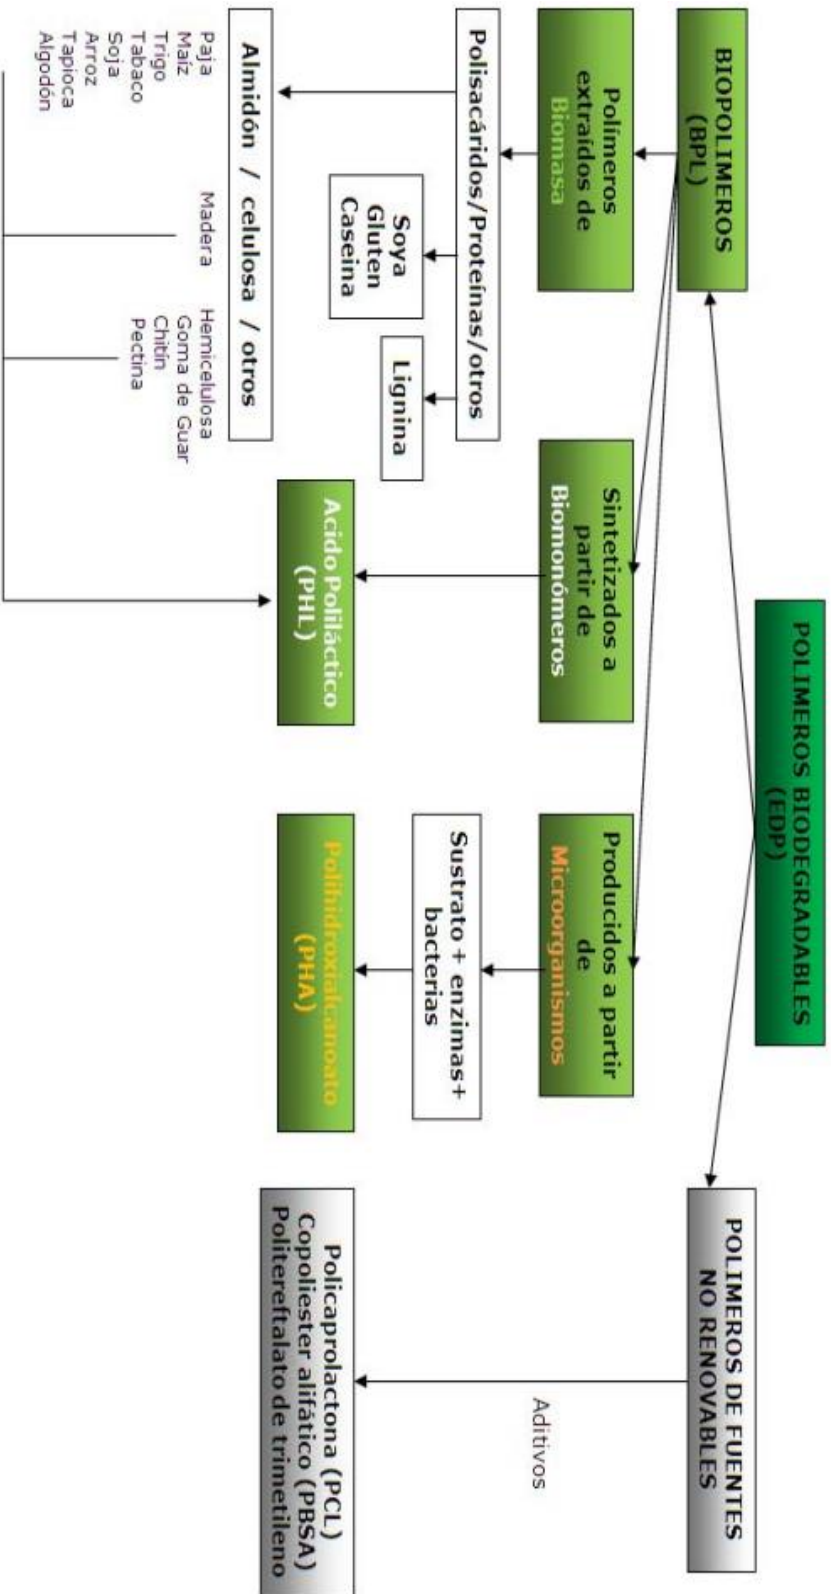 POLIMEROS BIODEGRADABLES
(EDP)
BIOPOLIMEROS
(BPL)
POLIMEROS DE FUENTES
NO RENOVABLES
Polímeros
extraídos de
Biomasa
Sintetizados a
partir de
Biomonómeros
Producidos a partir
de
Microorganismos
Aditivos
Polisacáridos/Proteínas/otros
Soya
Gluten
Caseina
Lignina
Sustrato + enzimas+
bacterias
Almidón / celulosa / otros
Acido Poliláctico
(PHL)
Polihidroxialcanoato
(PHA)
Policaprolactona (PCL)
Copoliester alifático (PBSA)
Politereftalato de trimetileno
Paja
Maíz
Trigo
Tabaco
Soja
Arroz
Tapioca
Algodón
Madera
Hemicelulosa
Goma de Guar
Chitín
Pectina